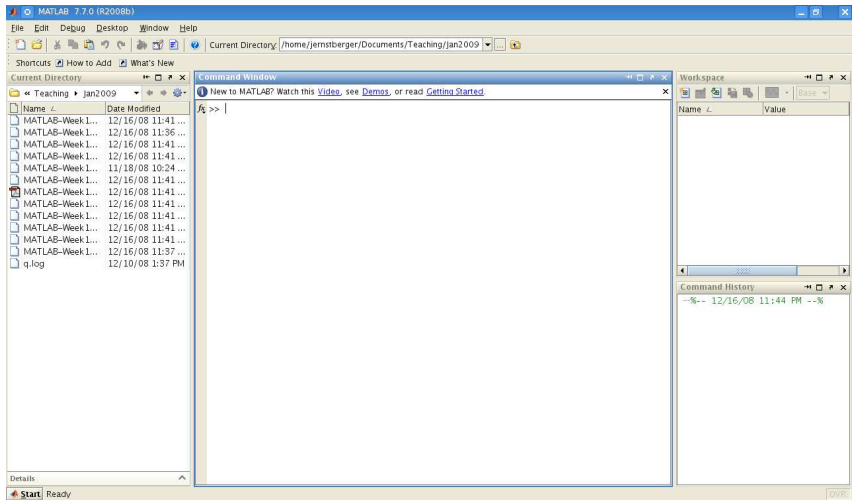 MATLAB 7.7.0 (R2008b)
File Edit Debug Desktop Window Help
Current Directory: /home/jernstberger/Documents/Teaching/Jan2009
Shortcuts How to Add What's New
Current Directory
« Teaching ▸ Jan2009
Name Date Modified
MATLAB-Week1... 12/16/08 11:41 ...
MATLAB-Week1... 12/16/08 11:36 ...
MATLAB-Week1... 12/16/08 11:41 ...
MATLAB-Week1... 12/16/08 11:41 ...
MATLAB-Week1... 11/18/08 10:24 ...
MATLAB-Week1... 12/16/08 11:41 ...
MATLAB-Week1... 12/16/08 11:41 ...
MATLAB-Week1... 12/16/08 11:41 ...
MATLAB-Week1... 12/16/08 11:41 ...
MATLAB-Week1... 12/16/08 11:41 ...
MATLAB-Week1... 12/16/08 11:41 ...
MATLAB-Week1... 12/16/08 11:37 ...
q.log 12/10/08 1:37 PM
Details
Command Window
New to MATLAB? Watch this Video, see Demos, or read Getting Started.
fx >>
Workspace
Base
Name Value
Command History
--%-- 12/16/08 11:44 PM --%
Start Ready
OVR